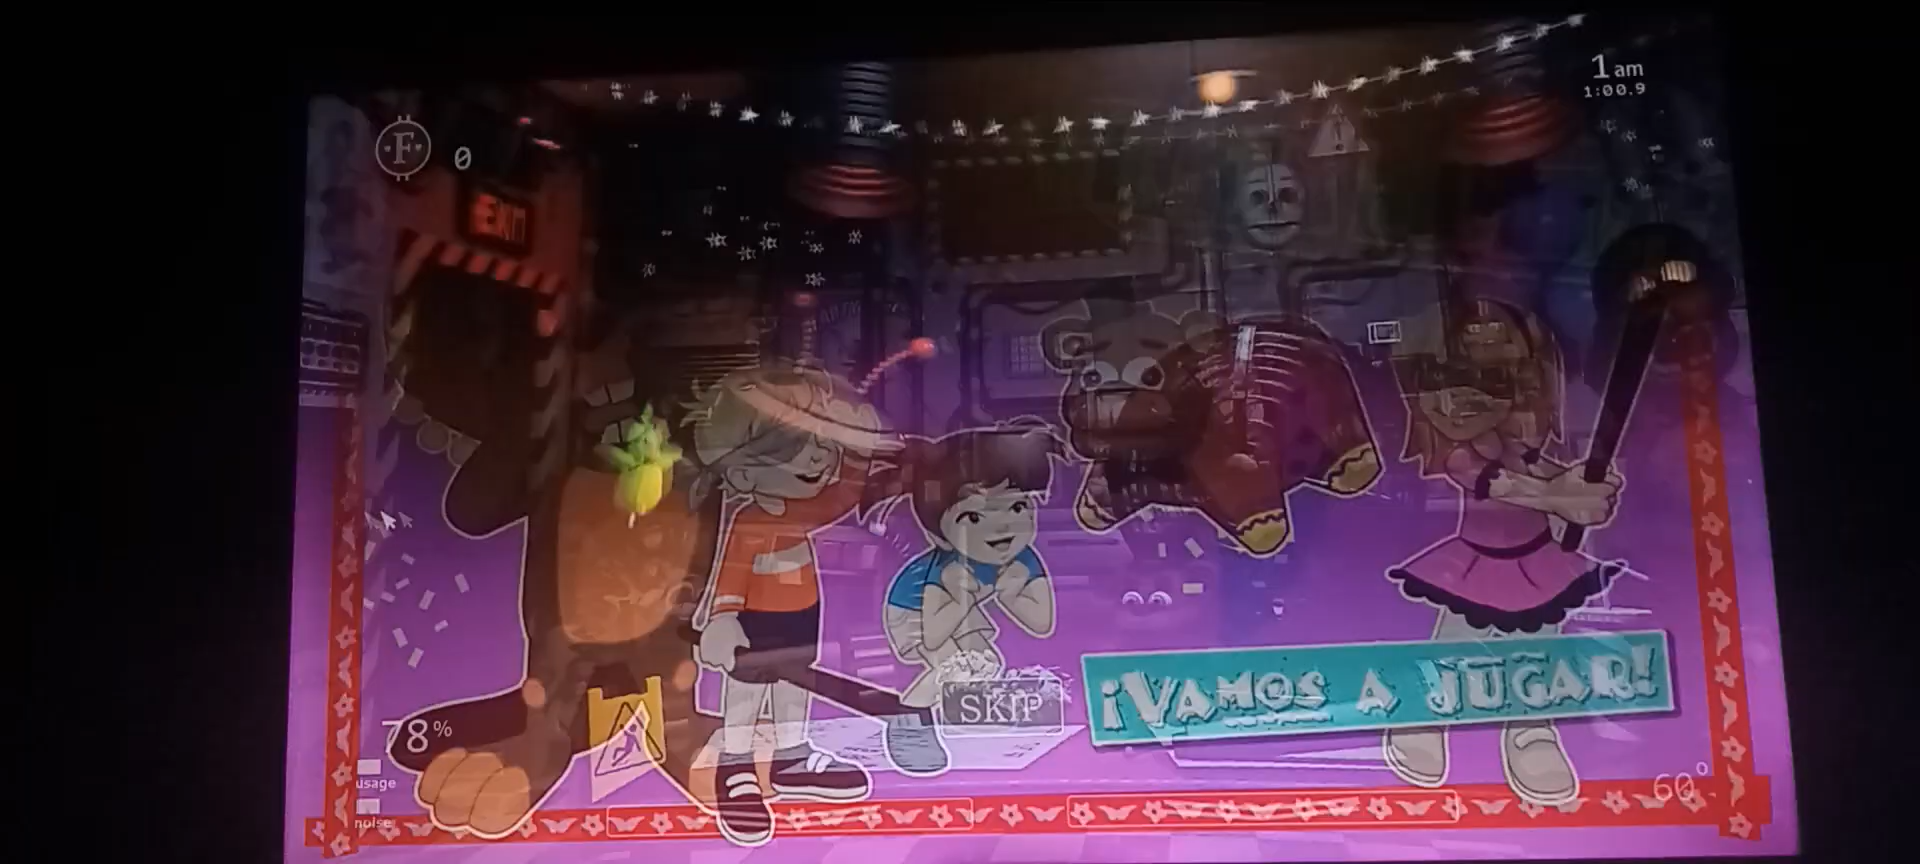 1 am
1:00.9
F
0
EXIT
¡VAMOS A JUGAR!
SKIP
78%
60°
usage
noise